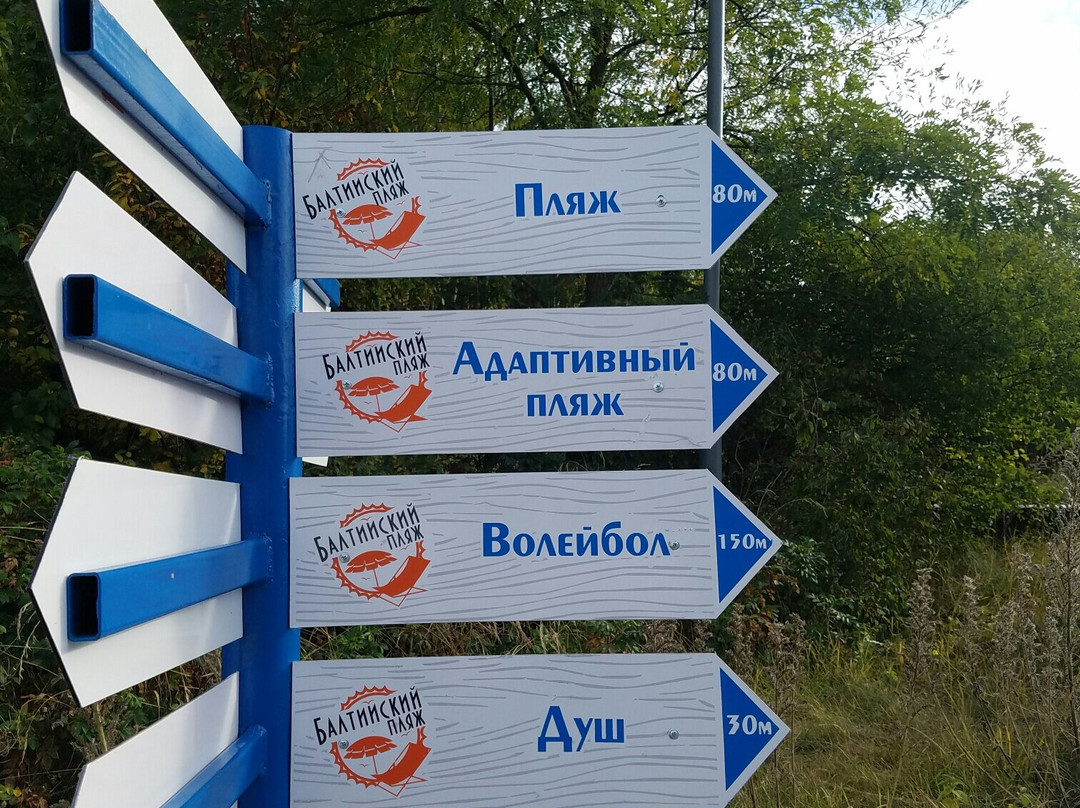 Балтийский
пляж
Пляж
80м
Балтийский
пляж
Адаптивный
пляж
80м
Балтийский
пляж
Волейбол
150м
Балтийский
пляж
Душ
30м